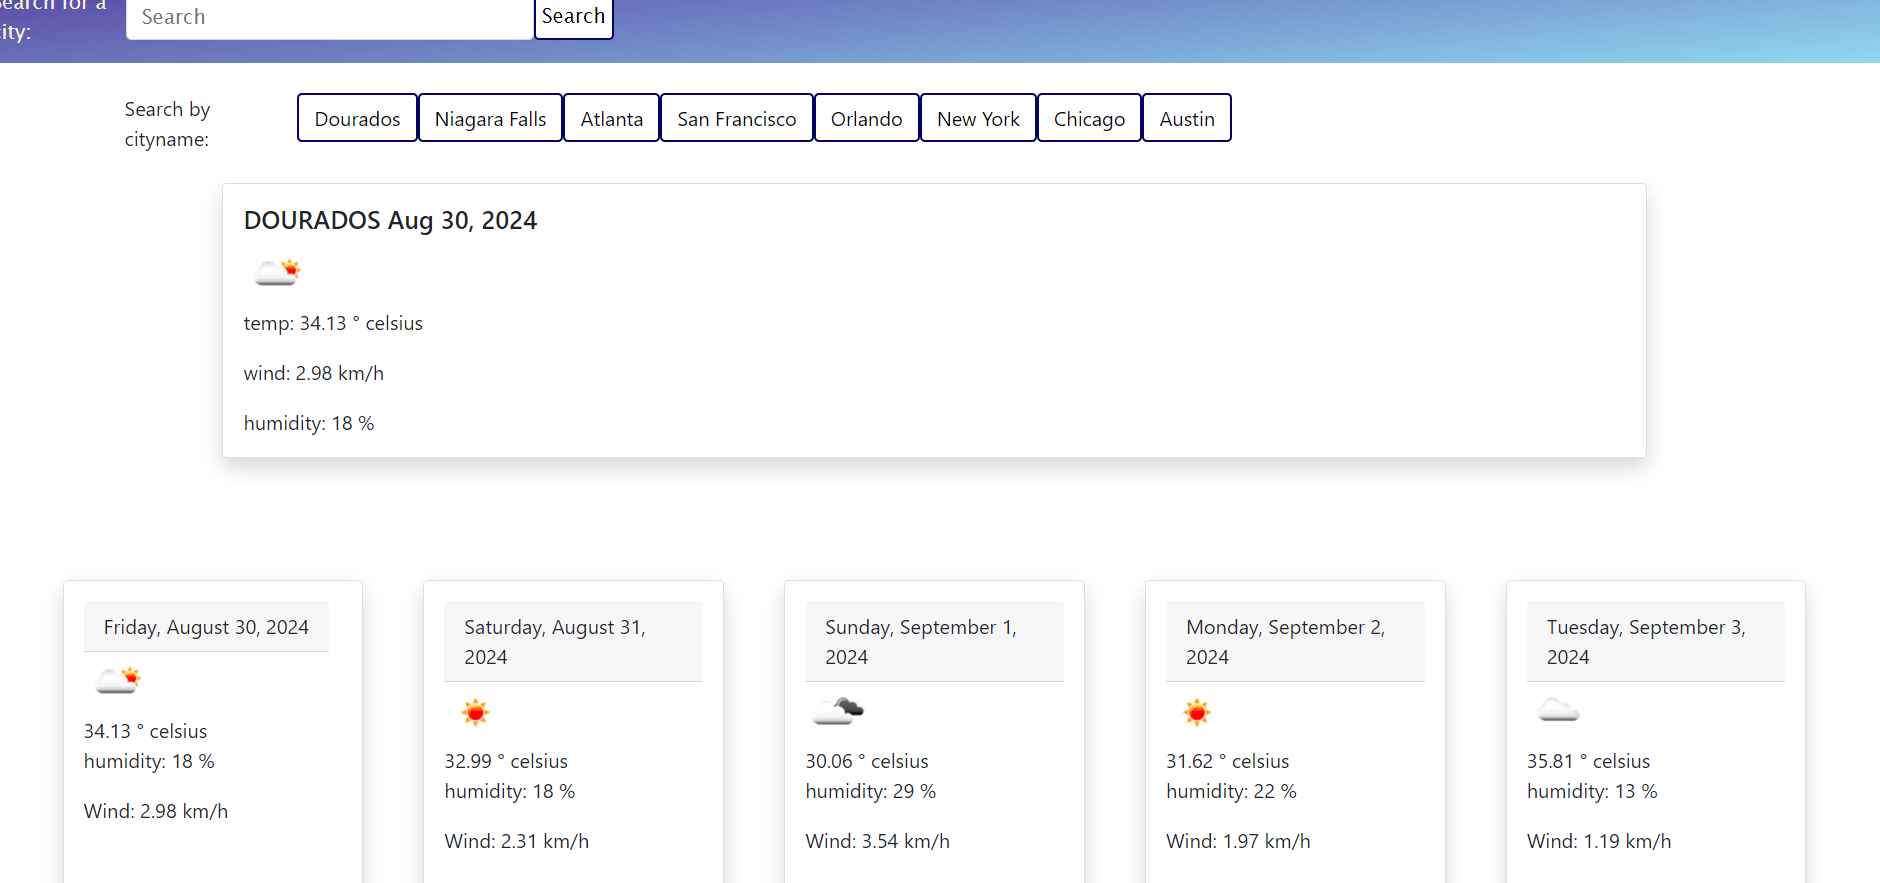 Search for a
city:
Search
Search
Search by
cityname:
Dourados
Niagara Falls
Atlanta
San Francisco
Orlando
New York
Chicago
Austin
DOURADOS Aug 30, 2024
temp: 34.13 ° celsius
wind: 2.98 km/h
humidity: 18 %
Friday, August 30, 2024
34.13 ° celsius
humidity: 18 %
Wind: 2.98 km/h
Saturday, August 31,
2024
32.99 ° celsius
humidity: 18 %
Wind: 2.31 km/h
Sunday, September 1,
2024
30.06 ° celsius
humidity: 29 %
Wind: 3.54 km/h
Monday, September 2,
2024
31.62 ° celsius
humidity: 22 %
Wind: 1.97 km/h
Tuesday, September 3,
2024
35.81 ° celsius
humidity: 13 %
Wind: 1.19 km/h